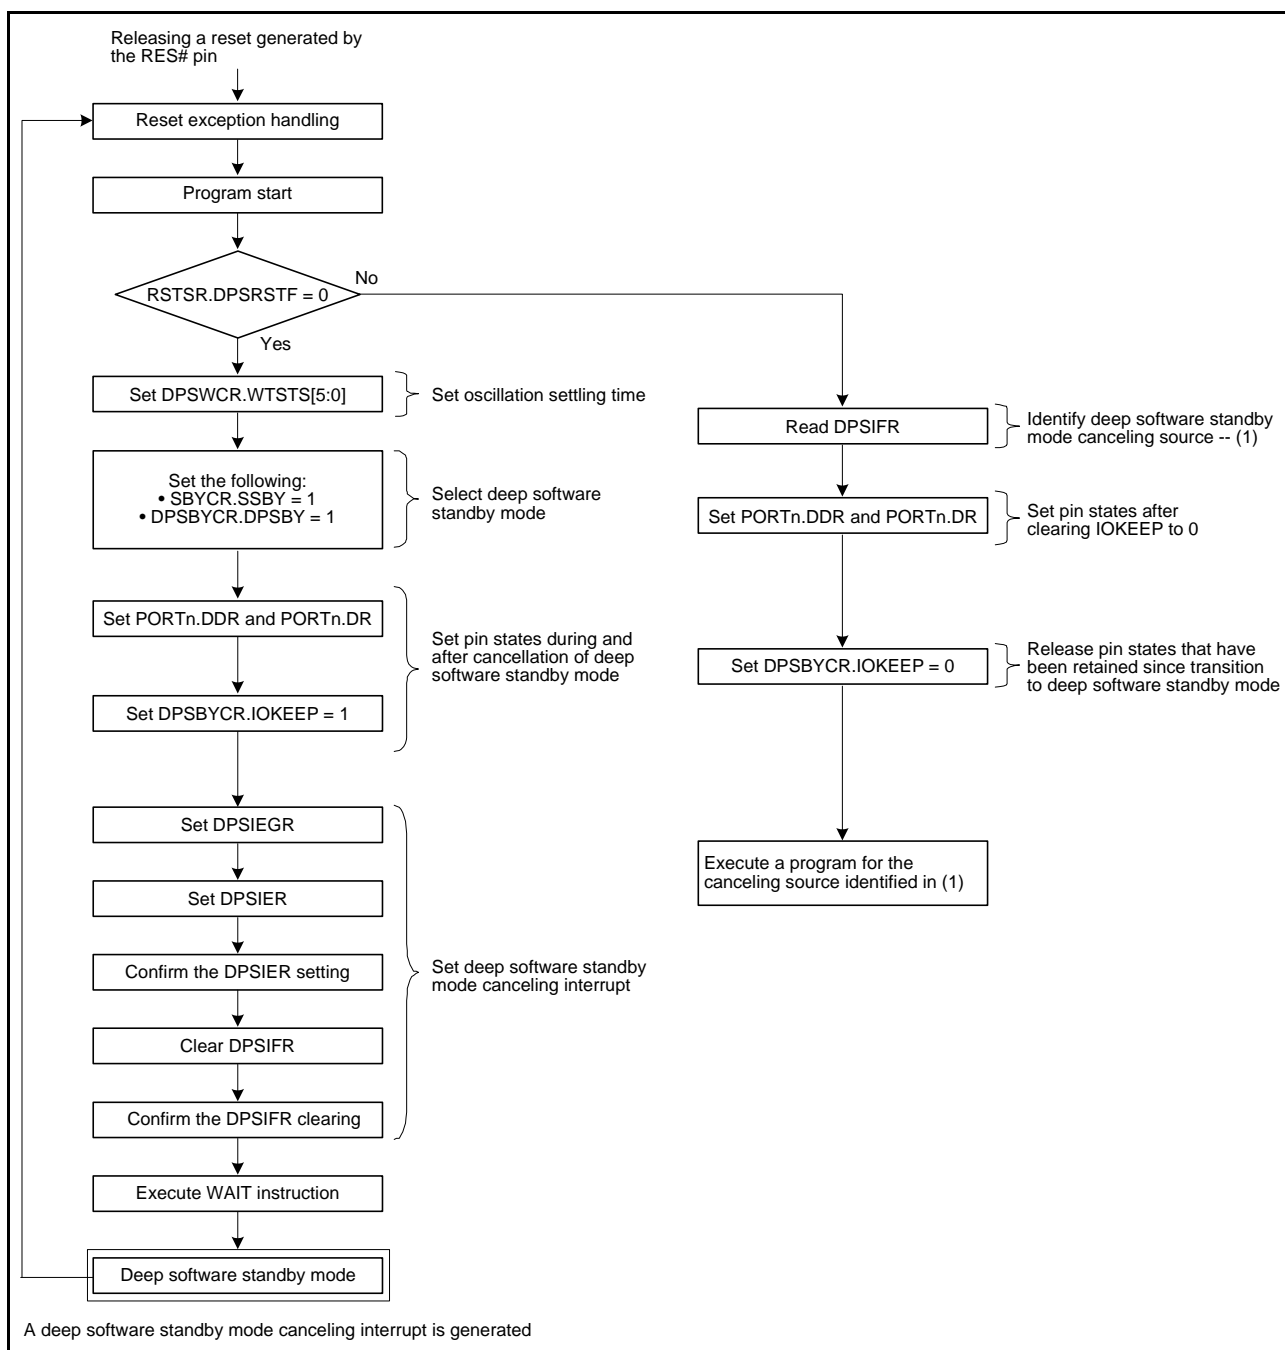 Releasing a reset generated by
the RES# pin
Reset exception handling
Program start
RSTSR.DPSRSTF = 0
No
Yes
Set DPSWCR.WTSTS[5:0]
Set oscillation settling time
Set the following:
• SBYCR.SSBY = 1
• DPSBYCR.DPSBY = 1
Select deep software
standby mode
Set PORTn.DDR and PORTn.DR
Set DPSBYCR.IOKEEP = 1
Set pin states during and
after cancellation of deep
software standby mode
Set DPSIEGR
Set DPSIER
Confirm the DPSIER setting
Clear DPSIFR
Confirm the DPSIFR clearing
Set deep software standby
mode canceling interrupt
Execute WAIT instruction
Deep software standby mode
A deep software standby mode canceling interrupt is generated
Read DPSIFR
Identify deep software standby
mode canceling source -- (1)
Set PORTn.DDR and PORTn.DR
Set pin states after
clearing IOKEEP to 0
Set DPSBYCR.IOKEEP = 0
Release pin states that have
been retained since transition
to deep software standby mode
Execute a program for the
canceling source identified in (1)